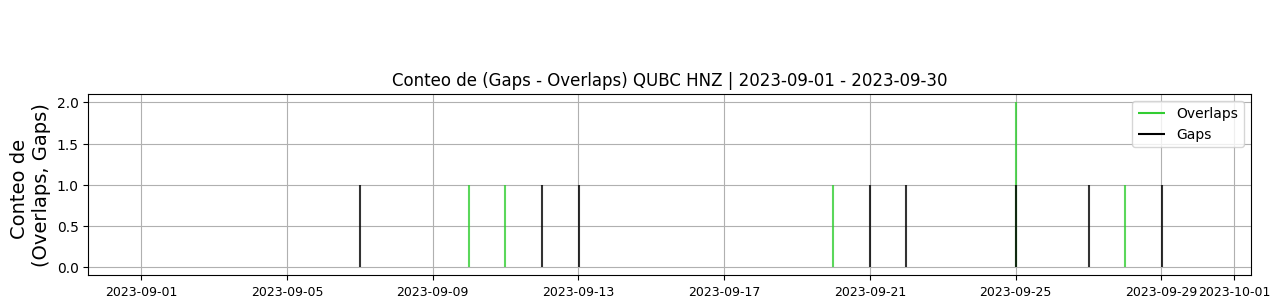 Conteo de (Gaps - Overlaps) QUBC HNZ | 2023-09-01 - 2023-09-30
Conteo de
(Overlaps, Gaps)
2.0
1.5
1.0
0.5
0.0
Overlaps
Gaps
2023-09-01 2023-09-05 2023-09-09 2023-09-13 2023-09-17 2023-09-21 2023-09-25 2023-09-29 2023-10-01